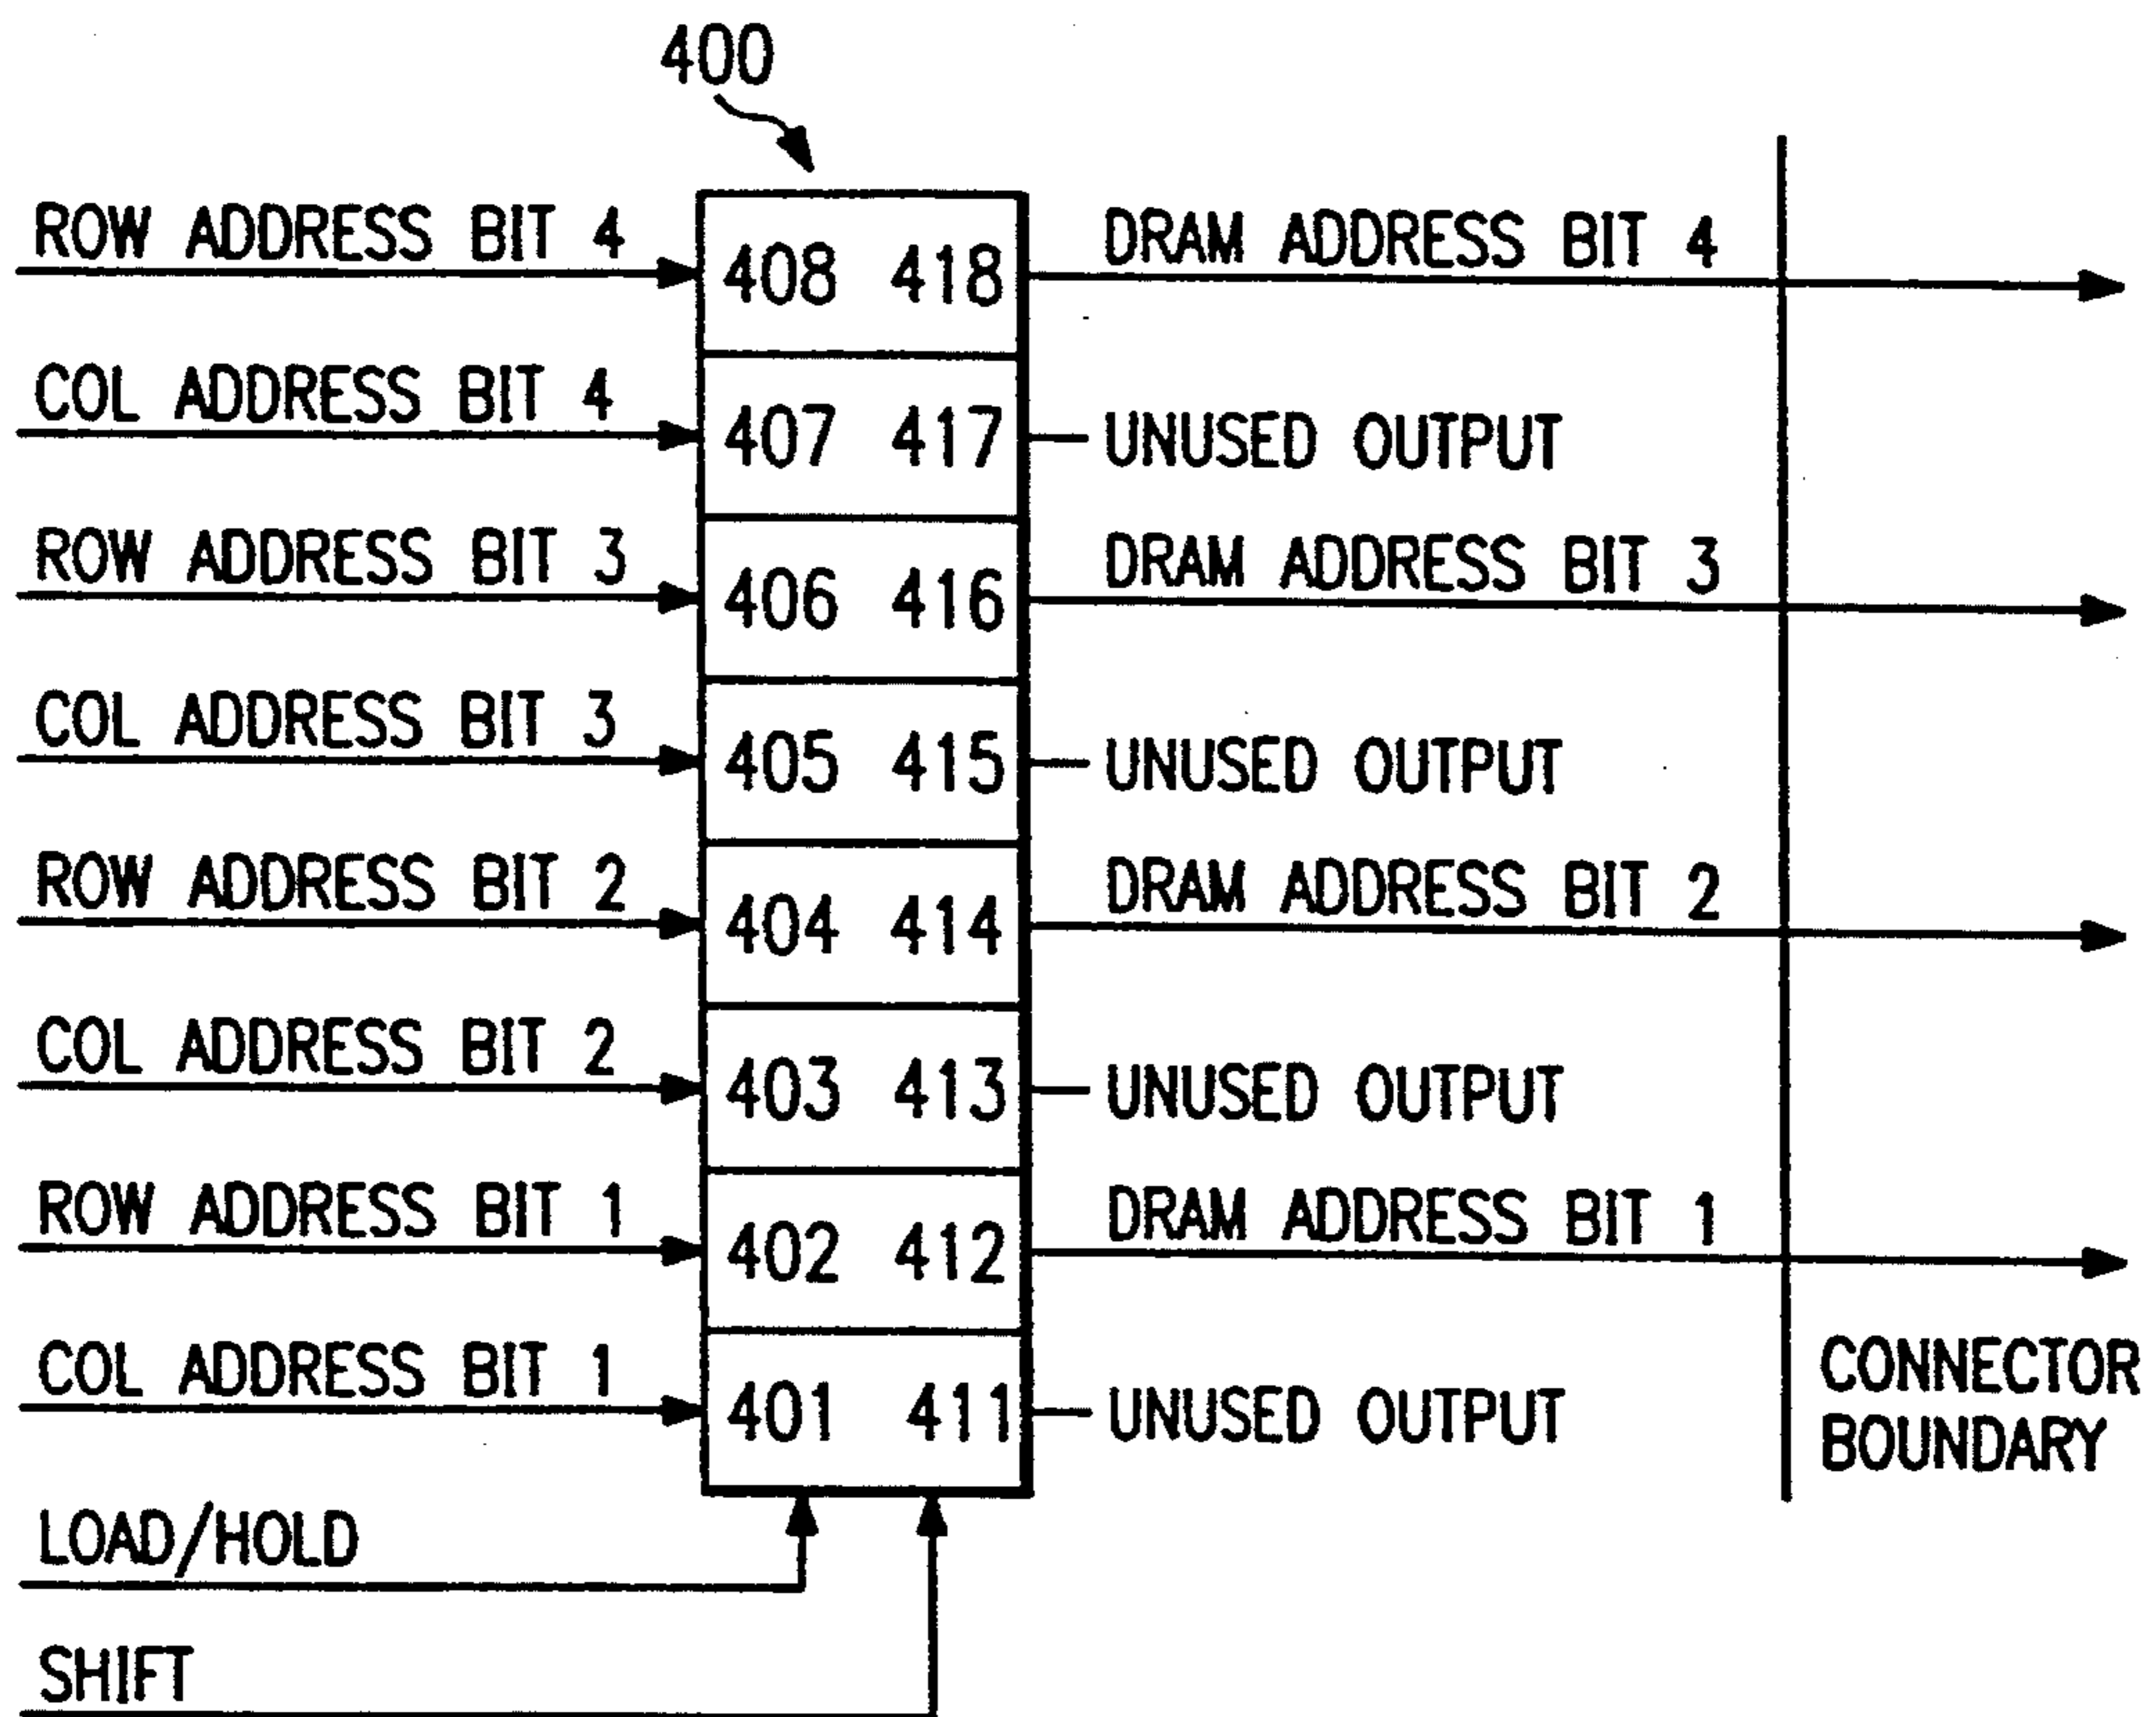 400
ROW ADDRESS BIT 4
408 418
DRAM ADDRESS BIT 4
COL ADDRESS BIT 4
407 417
UNUSED OUTPUT
ROW ADDRESS BIT 3
406 416
DRAM ADDRESS BIT 3
COL ADDRESS BIT 3
405 415
UNUSED OUTPUT
ROW ADDRESS BIT 2
404 414
DRAM ADDRESS BIT 2
COL ADDRESS BIT 2
403 413
UNUSED OUTPUT
ROW ADDRESS BIT 1
402 412
DRAM ADDRESS BIT 1
COL ADDRESS BIT 1
401 411
UNUSED OUTPUT
CONNECTOR
BOUNDARY
LOAD/HOLD
SHIFT